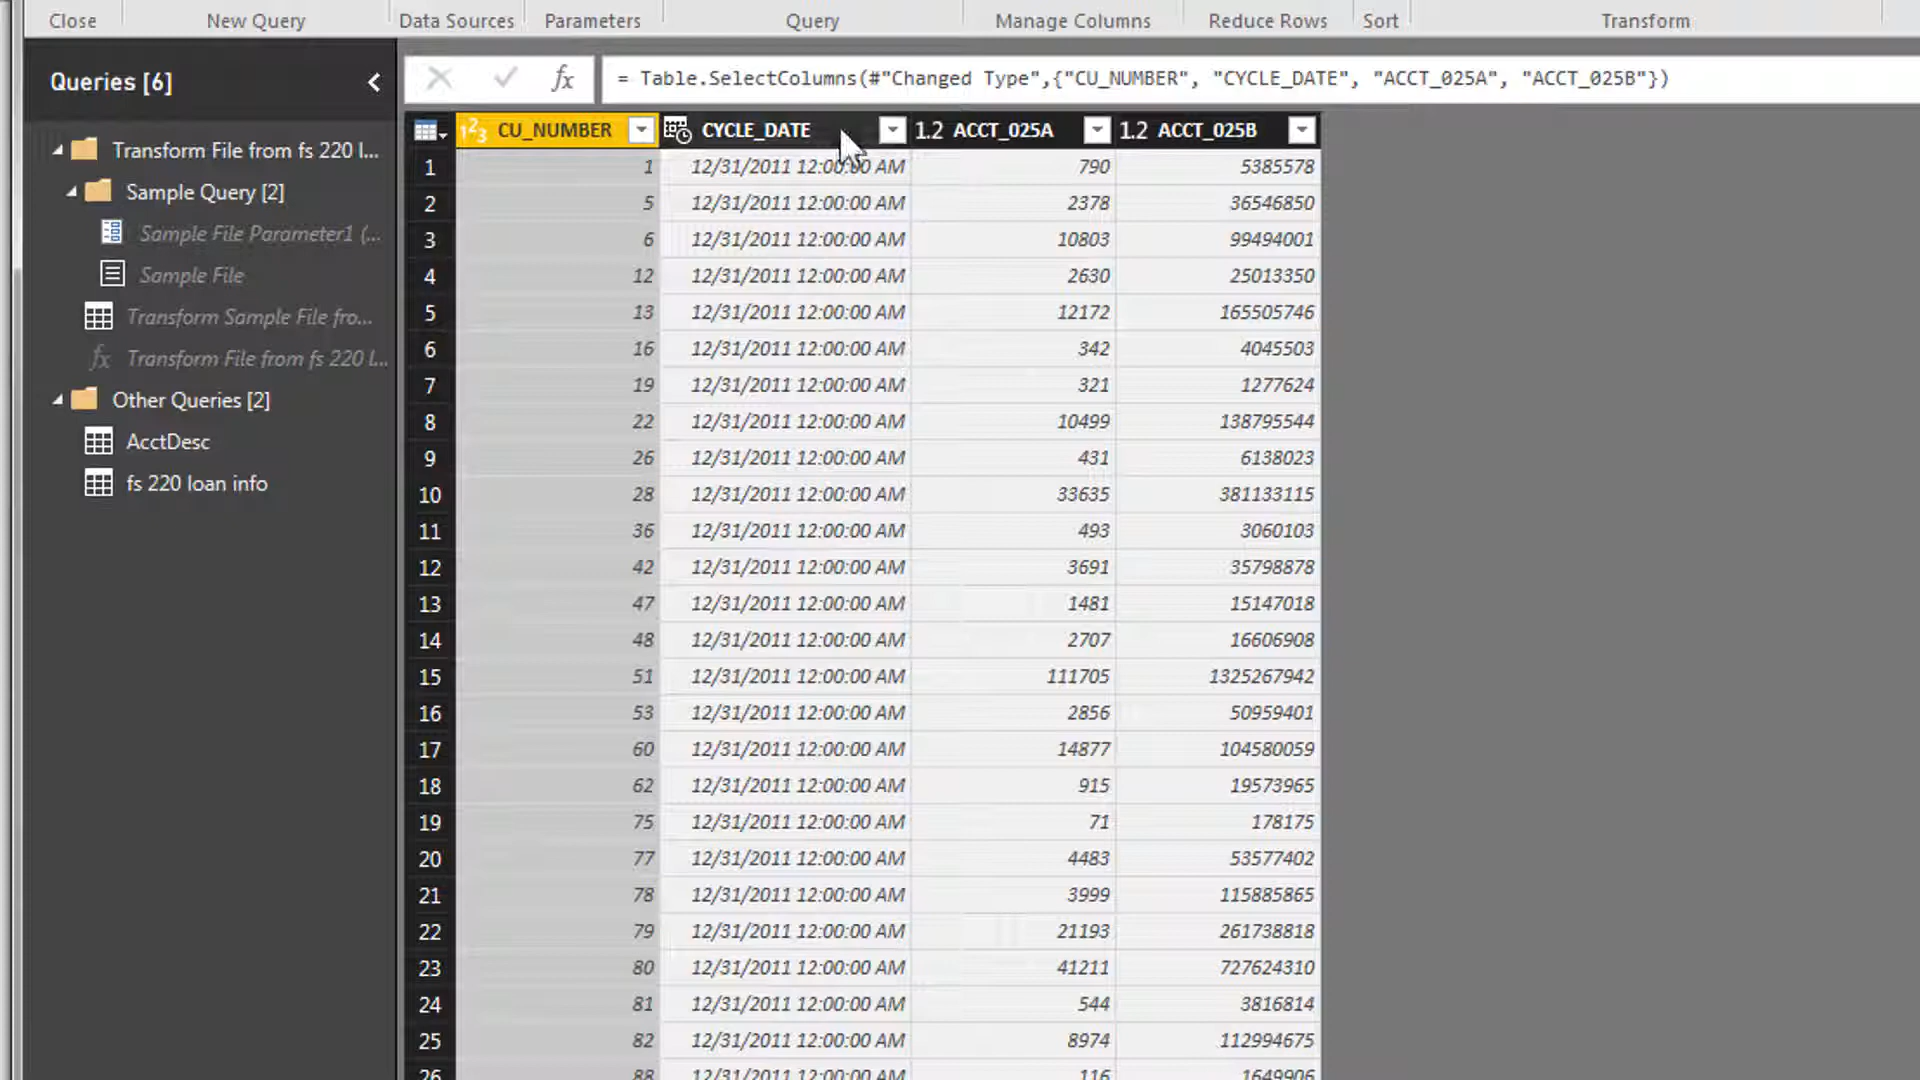 Close New Query Data Sources Parameters Query Manage Columns Reduce Rows Sort Transform
Queries [6]
fx = Table.SelectColumns(#"Changed Type",{"CU_NUMBER", "CYCLE_DATE", "ACCT_025A", "ACCT_025B"})
Transform File from fs 220 l...
Sample Query [2]
Sample File Parameter1 (...
Sample File
Transform Sample File fro...
fx Transform File from fs 220 l...
Other Queries [2]
AcctDesc
fs 220 loan info
123 CU_NUMBER CYCLE_DATE 1.2 ACCT_025A 1.2 ACCT_025B
1 1 12/31/2011 12:00:00 AM 790 5385578
2 5 12/31/2011 12:00:00 AM 2378 36546850
3 6 12/31/2011 12:00:00 AM 10803 99494001
4 12 12/31/2011 12:00:00 AM 2630 25013350
5 13 12/31/2011 12:00:00 AM 12172 165505746
6 16 12/31/2011 12:00:00 AM 342 4045503
7 19 12/31/2011 12:00:00 AM 321 1277624
8 22 12/31/2011 12:00:00 AM 10499 138795544
9 26 12/31/2011 12:00:00 AM 431 6138023
10 28 12/31/2011 12:00:00 AM 33635 381133115
11 36 12/31/2011 12:00:00 AM 493 3060103
12 42 12/31/2011 12:00:00 AM 3691 35798878
13 47 12/31/2011 12:00:00 AM 1481 15147018
14 48 12/31/2011 12:00:00 AM 2707 16606908
15 51 12/31/2011 12:00:00 AM 111705 1325267942
16 53 12/31/2011 12:00:00 AM 2856 50959401
17 60 12/31/2011 12:00:00 AM 14877 104580059
18 62 12/31/2011 12:00:00 AM 915 19573965
19 75 12/31/2011 12:00:00 AM 71 178175
20 77 12/31/2011 12:00:00 AM 4483 53577402
21 78 12/31/2011 12:00:00 AM 3999 115885865
22 79 12/31/2011 12:00:00 AM 21193 261738818
23 80 12/31/2011 12:00:00 AM 41211 727624310
24 81 12/31/2011 12:00:00 AM 544 3816814
25 82 12/31/2011 12:00:00 AM 8974 112994675
26 88 12/31/2011 12:00:00 AM 116 1649906